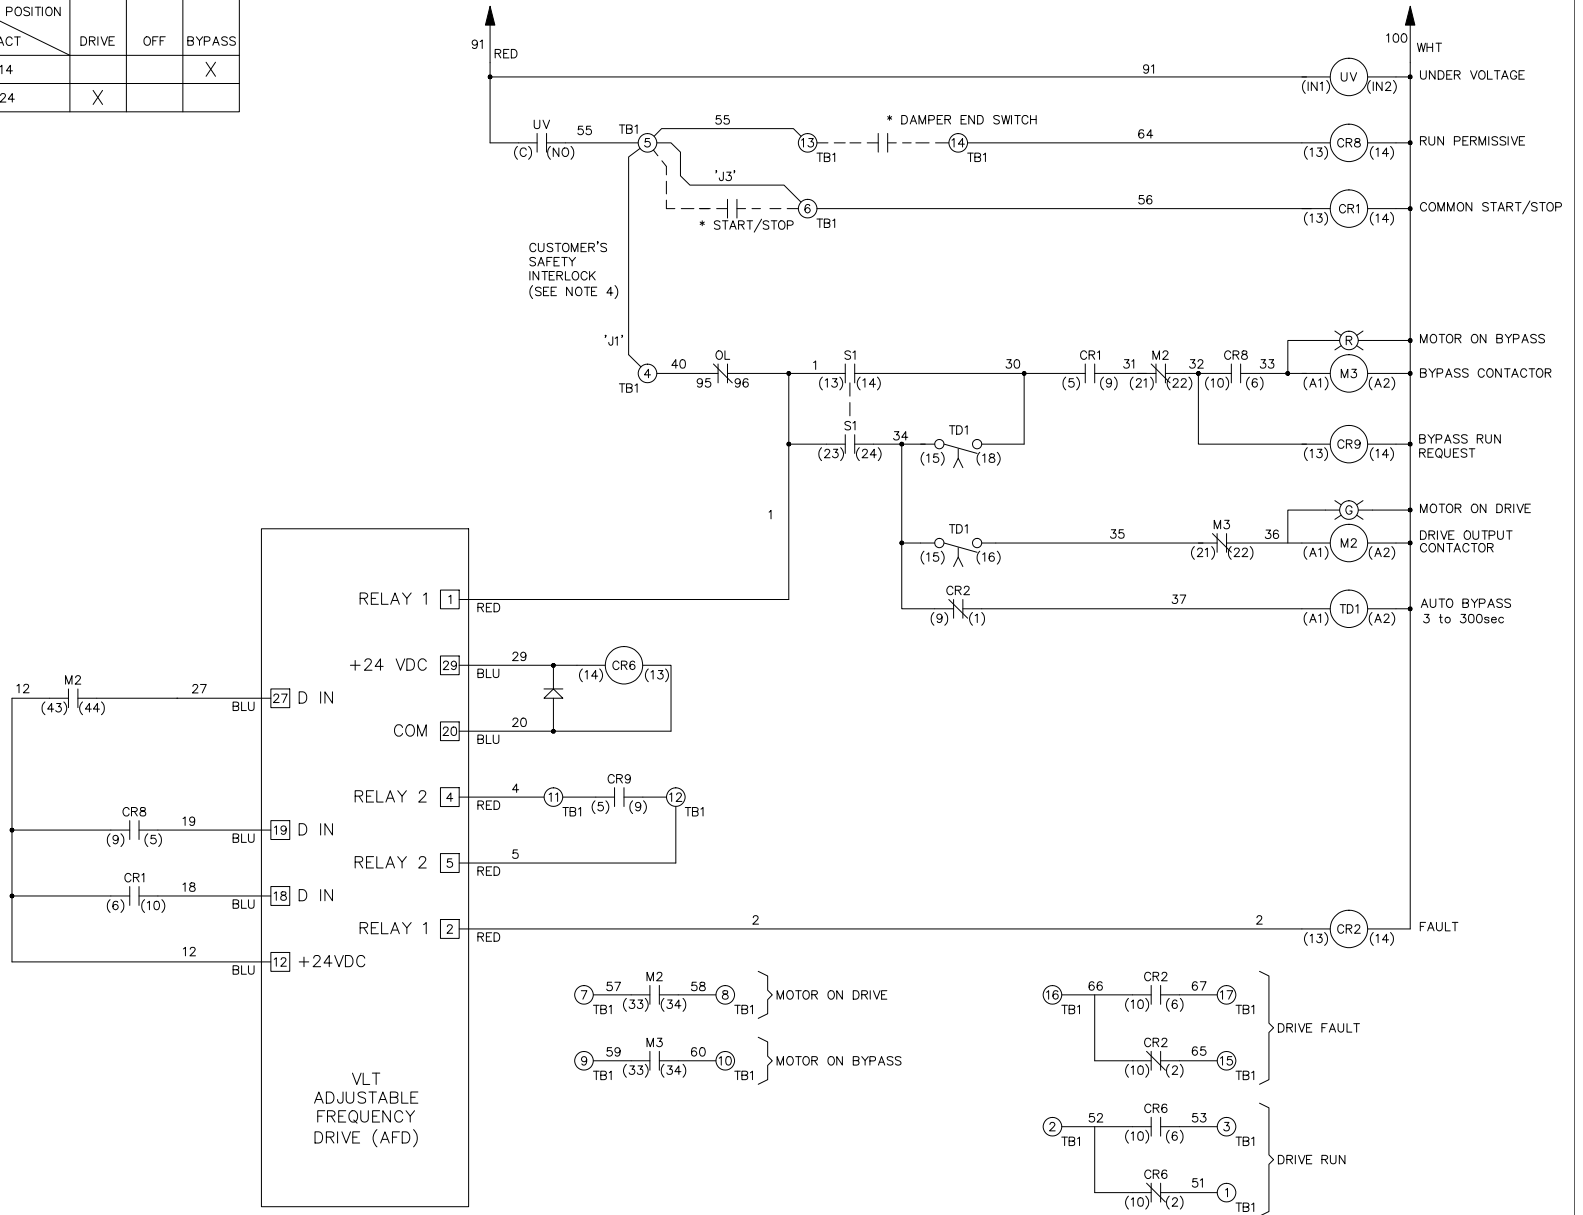 POSITION
ACT DRIVE OFF BYPASS
14 X
24 X
91 RED
100 WHT
91 (IN1) UV (IN2) UNDER VOLTAGE
UV 55 TB1 55 * DAMPER END SWITCH 64
(C) (NO) 5 13 TB1 14 TB1 (13) CR8 (14) RUN PERMISSIVE
'J3' 56
6 TB1 (13) CR1 (14) COMMON START/STOP
* START/STOP
CUSTOMER'S
SAFETY
INTERLOCK
(SEE NOTE 4)
R MOTOR ON BYPASS
'J1' 40 OL 1 S1 30 CR1 31 M2 32 CR8 33
4 TB1 95 96 (13) (14) (5) (9) (21) (22) (10) (6) (A1) M3 (A2) BYPASS CONTACTOR
S1 34 TD1
(23) (24) (15) (18) (13) CR9 (14) BYPASS RUN
REQUEST
1
G MOTOR ON DRIVE
TD1 35 M3 36
(15) (16) (21) (22) (A1) M2 (A2) DRIVE OUTPUT
CONTACTOR
CR2 37
(9) (1) (A1) TD1 (A2) AUTO BYPASS
3 to 300sec
RELAY 1 1 RED
+24 VDC 29 29 BLU (14) CR6 (13)
12 M2 27
(43) (44) BLU 27 D IN
COM 20 20 BLU
RELAY 2 4 4 RED 11 TB1 CR9 (5) (9) 12 TB1
CR8 19
(9) (5) BLU 19 D IN
RELAY 2 5 5 RED
CR1 18
(6) (10) BLU 18 D IN
RELAY 1 2 RED 2 2 (13) CR2 (14) FAULT
12 BLU 12 +24VDC
7 TB1 57 M2 (33) (34) 58 8 TB1 MOTOR ON DRIVE
9 TB1 59 M3 (33) (34) 60 10 TB1 MOTOR ON BYPASS
16 TB1 66 CR2 (10) (6) 67 17 TB1
DRIVE FAULT
CR2 (10) (2) 65 15 TB1
2 TB1 52 CR6 (10) (6) 53 3 TB1
DRIVE RUN
CR6 (10) (2) 51 1 TB1
VLT
ADJUSTABLE
FREQUENCY
DRIVE (AFD)